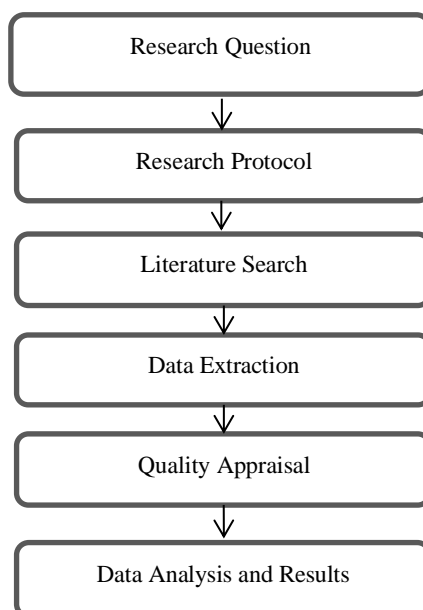 Research Question
Research Protocol
Literature Search
Data Extraction
Quality Appraisal
Data Analysis and Results